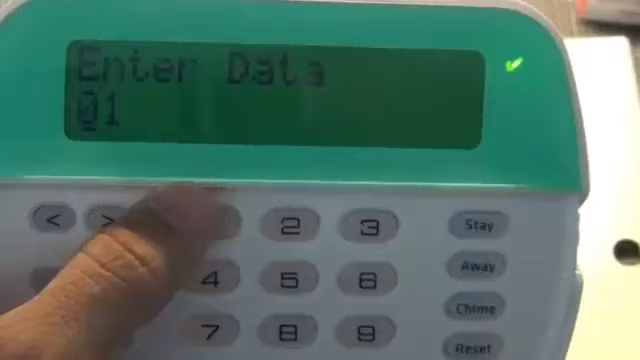 Enter Data
01
< >
2 3 Stay
4 5 6 Away
Chime
7 8 9
Reset